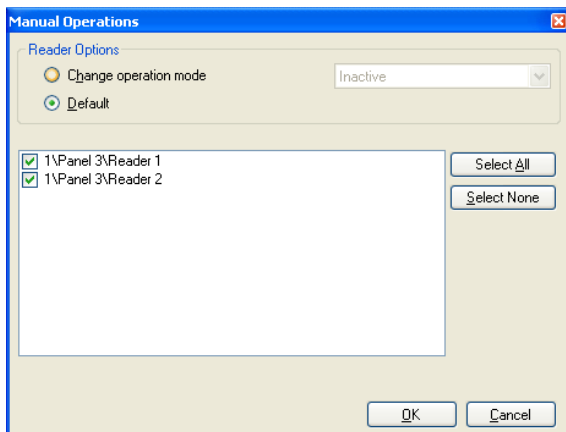 Manual Operations
Reader Options
Change operation mode
Inactive
Default
1\Panel 3\Reader 1
1\Panel 3\Reader 2
Select All
Select None
OK
Cancel